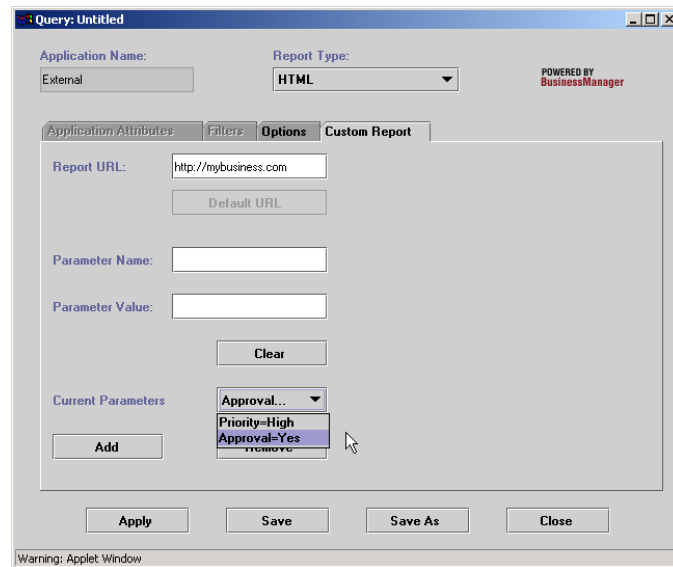 Query: Untitled
Application Name:
Report Type:
External
HTML
POWERED BY
BusinessManager
Application Attributes
Filters
Options
Custom Report
Report URL:
http://mybusiness.com
Default URL
Parameter Name:
Parameter Value:
Clear
Current Parameters
Approval...
Priority=High
Approval=Yes
Add
Remove
Apply
Save
Save As
Close
Warning: Applet Window